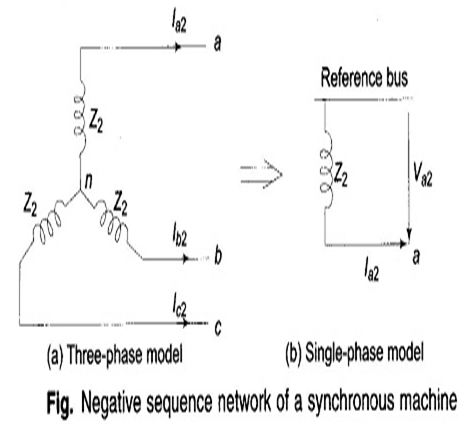 Ia2
a
Reference bus
Z2
n
Z2
Z2
Z2
Va2
Ib2
b
Ia2
a
Ic2
c
(a) Three-phase model
(b) Single-phase model
Fig. Negative sequence network of a synchronous machine